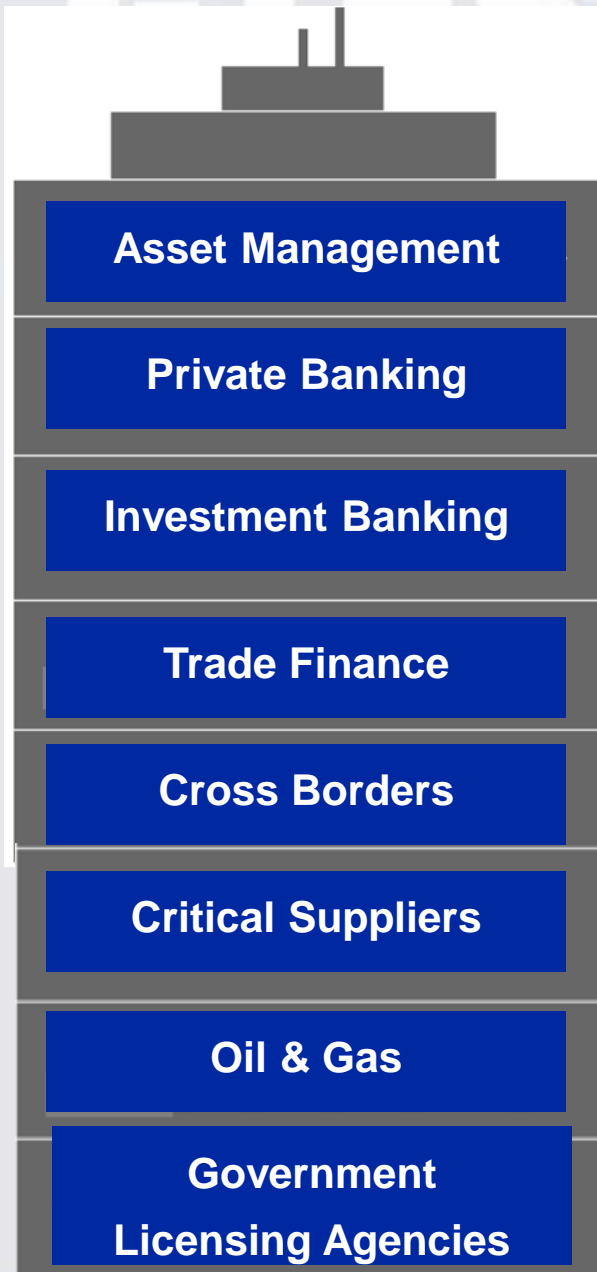 Asset Management
Private Banking
Investment Banking
Trade Finance
Cross Borders
Critical Suppliers
Oil & Gas
Government
Licensing Agencies